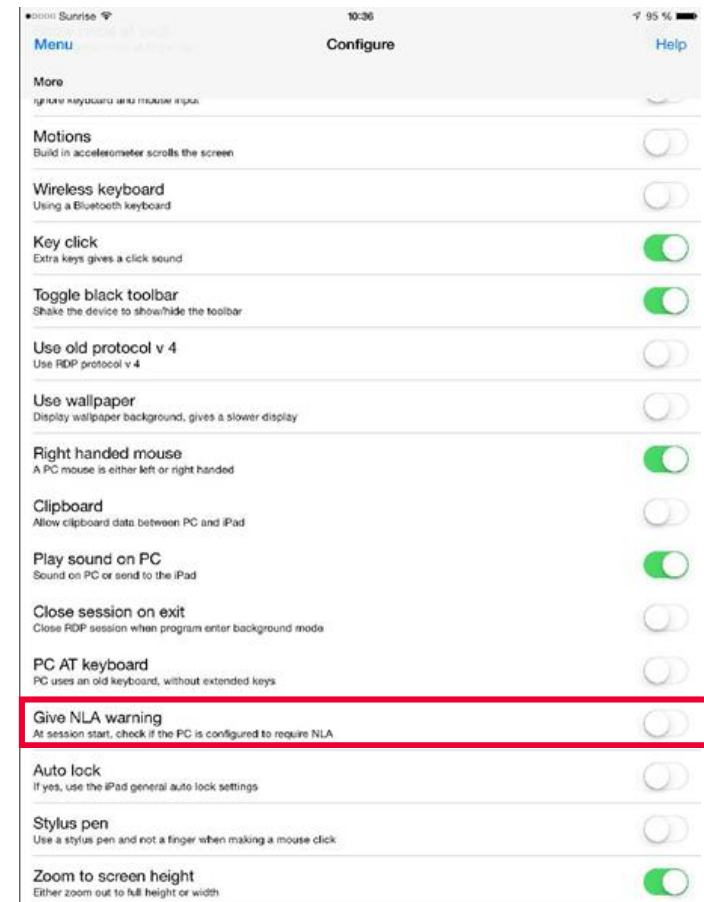 Sunrise 10:36 95 %
Menu Configure Help
More
Ignore keyboard and mouse input
Motions
Build in accelerometer scrolls the screen
Wireless keyboard
Using a Bluetooth keyboard
Key click
Extra keys gives a click sound
Toggle black toolbar
Shake the device to show/hide the toolbar
Use old protocol v 4
Use RDP protocol v 4
Use wallpaper
Display wallpaper background, gives a slower display
Right handed mouse
A PC mouse is either left or right handed
Clipboard
Allow clipboard data between PC and iPad
Play sound on PC
Sound on PC or send to the iPad
Close session on exit
Close RDP session when program enter background mode
PC AT keyboard
PC uses an old keyboard, without extended keys
Give NLA warning
At session start, check if the PC is configured to require NLA
Auto lock
If yes, use the iPad general auto lock settings
Stylus pen
Use a stylus pen and not a finger when making a mouse click
Zoom to screen height
Either zoom out to full height or width